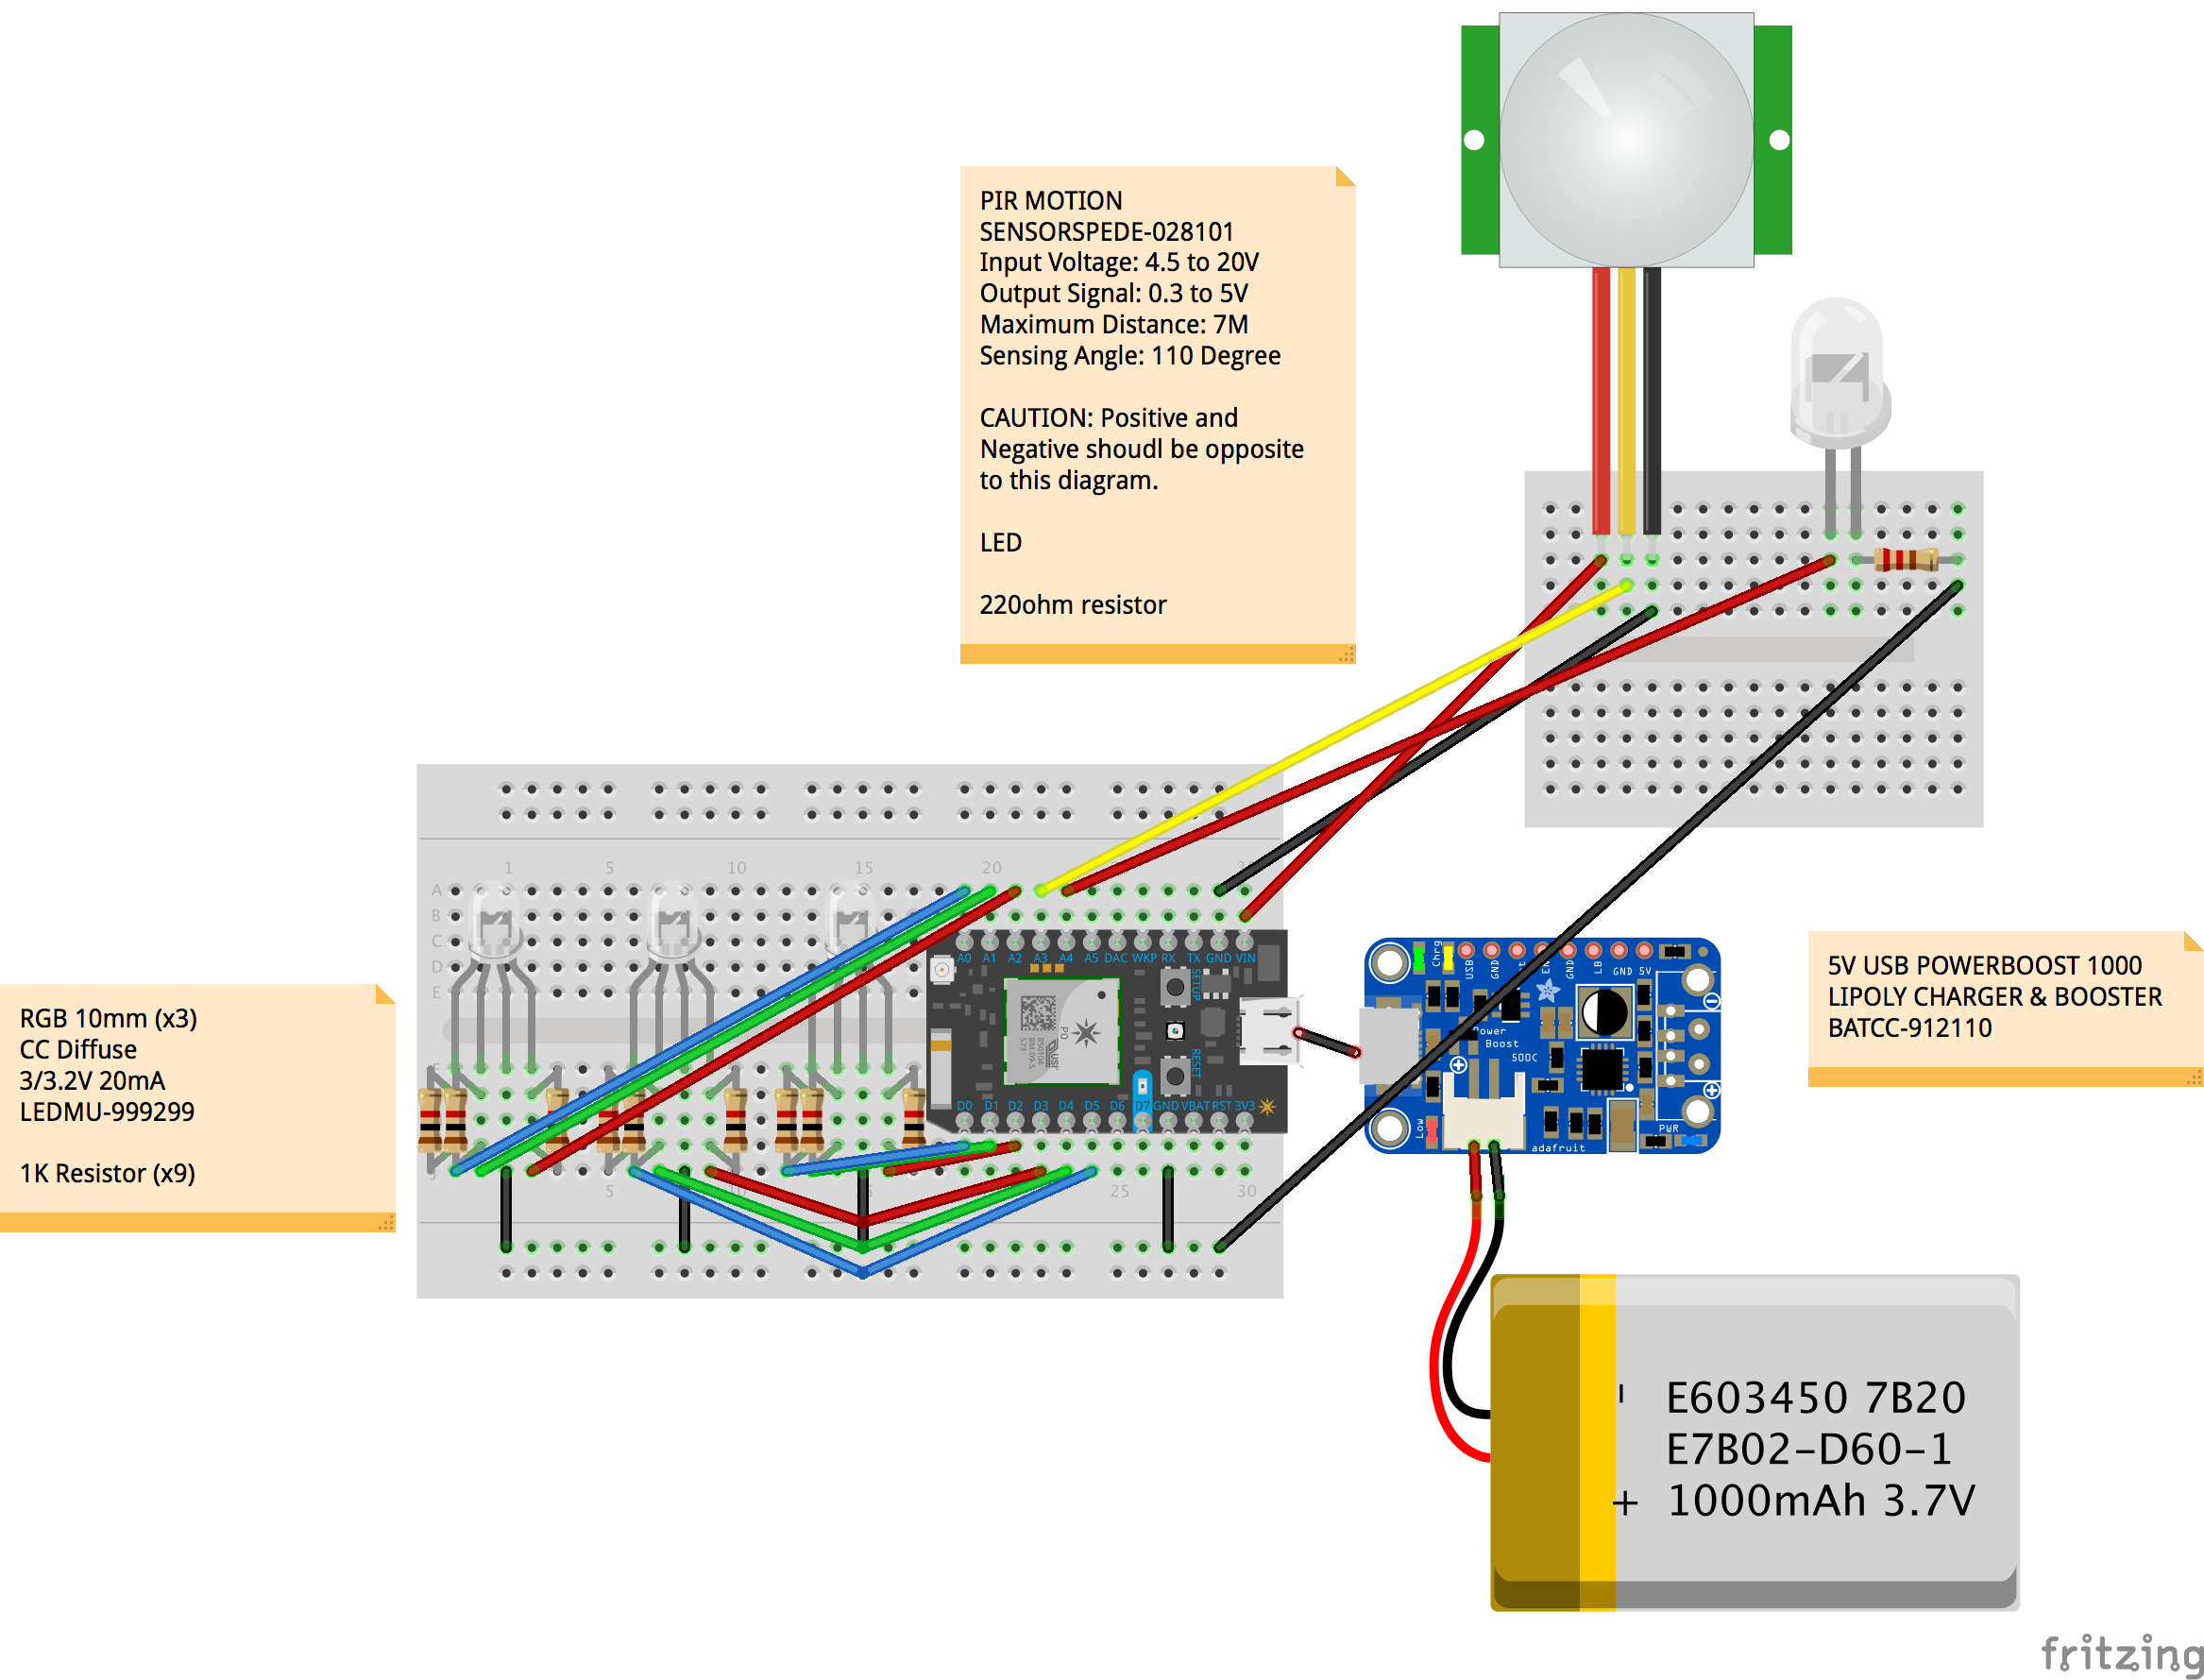 PIR MOTION
SENSORSPEDE-028101
Input Voltage: 4.5 to 20V
Output Signal: 0.3 to 5V
Maximum Distance: 7M
Sensing Angle: 110 Degree
CAUTION: Positive and
Negative shoudl be opposite
to this diagram.
LED
220ohm resistor
1 5 10 15 20
A
B
C
D
E
A0 A1 A2 A3 A4 A5 DAC WKP RX TX GND VIN
SETUP
P0
RESET
D0 D1 D2 D3 D4 D5 D6 D7 GND VBAT RST 3V3
5 25 30
RGB 10mm (x3)
CC Diffuse
3/3.2V 20mA
LEDMU-999299
1K Resistor (x9)
Chrg USB GND EN GND LB GND 5V
Power
Boost
500C
Low
PWR
adafruit
5V USB POWERBOOST 1000
LIPOLY CHARGER & BOOSTER
BATCC-912110
- E603450 7B20
E7B02-D60-1
+ 1000mAh 3.7V
fritzing